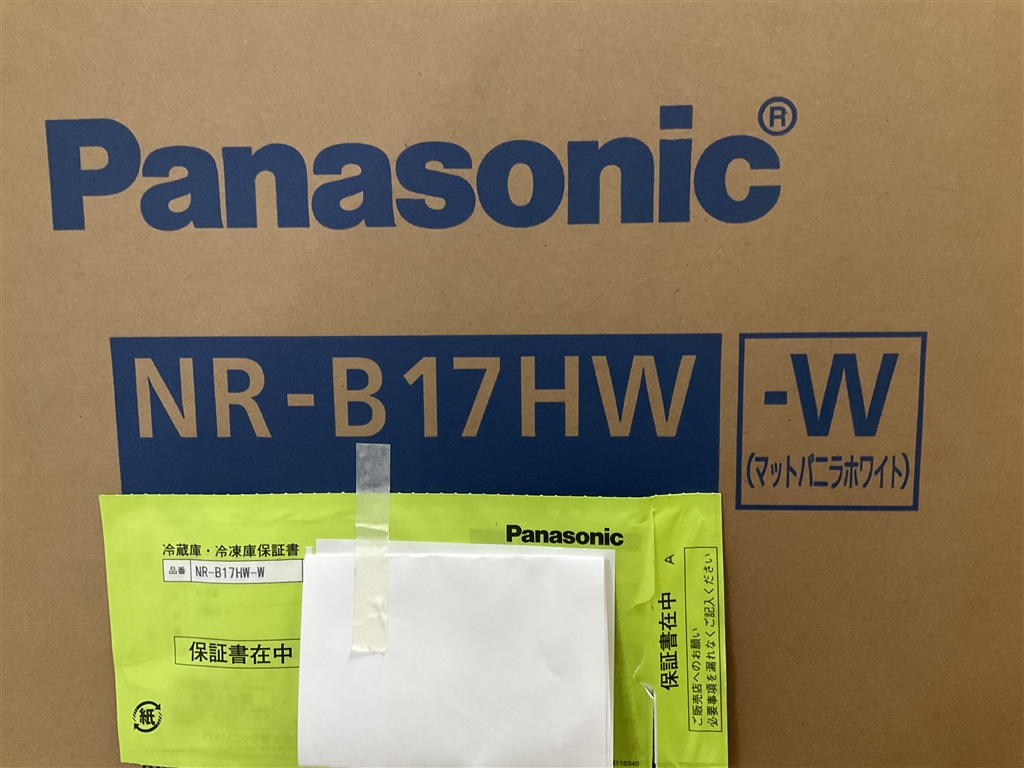 Panasonic®
NR-B17HW
-W
(マットバニラホワイト)
Panasonic
冷蔵庫・冷凍庫保証書
品番 NR-B17HW-W
保証書在中
紙
保証書在中 A
ご販売店へのお願い
必要事項を漏れなくご記入ください